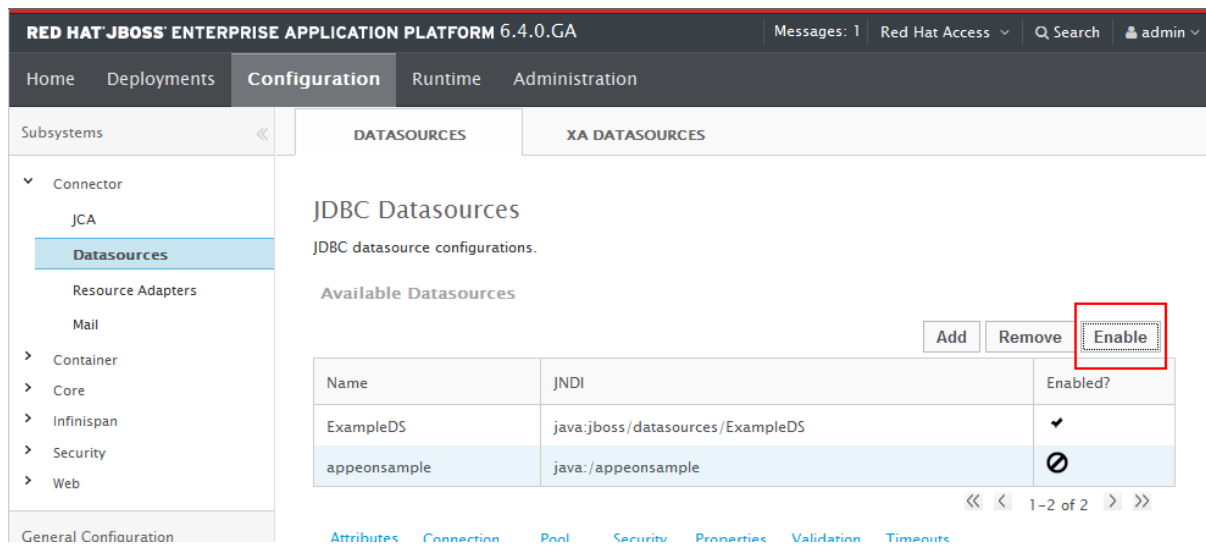 RED HAT JBOSS ENTERPRISE APPLICATION PLATFORM 6.4.0.GA Messages: 1 Red Hat Access Search admin
Home Deployments Configuration Runtime Administration
Subsystems DATASOURCES XA DATASOURCES
Connector
JCA
Datasources
Resource Adapters
Mail
Container
Core
Infinispan
Security
Web
General Configuration
JDBC Datasources
JDBC datasource configurations.
Available Datasources
Add Remove Enable
Name JNDI Enabled?
ExampleDS java:jboss/datasources/ExampleDS
appeonsample java:/appeonsample
1-2 of 2
Attributes Connection Pool Security Properties Validation Timeouts